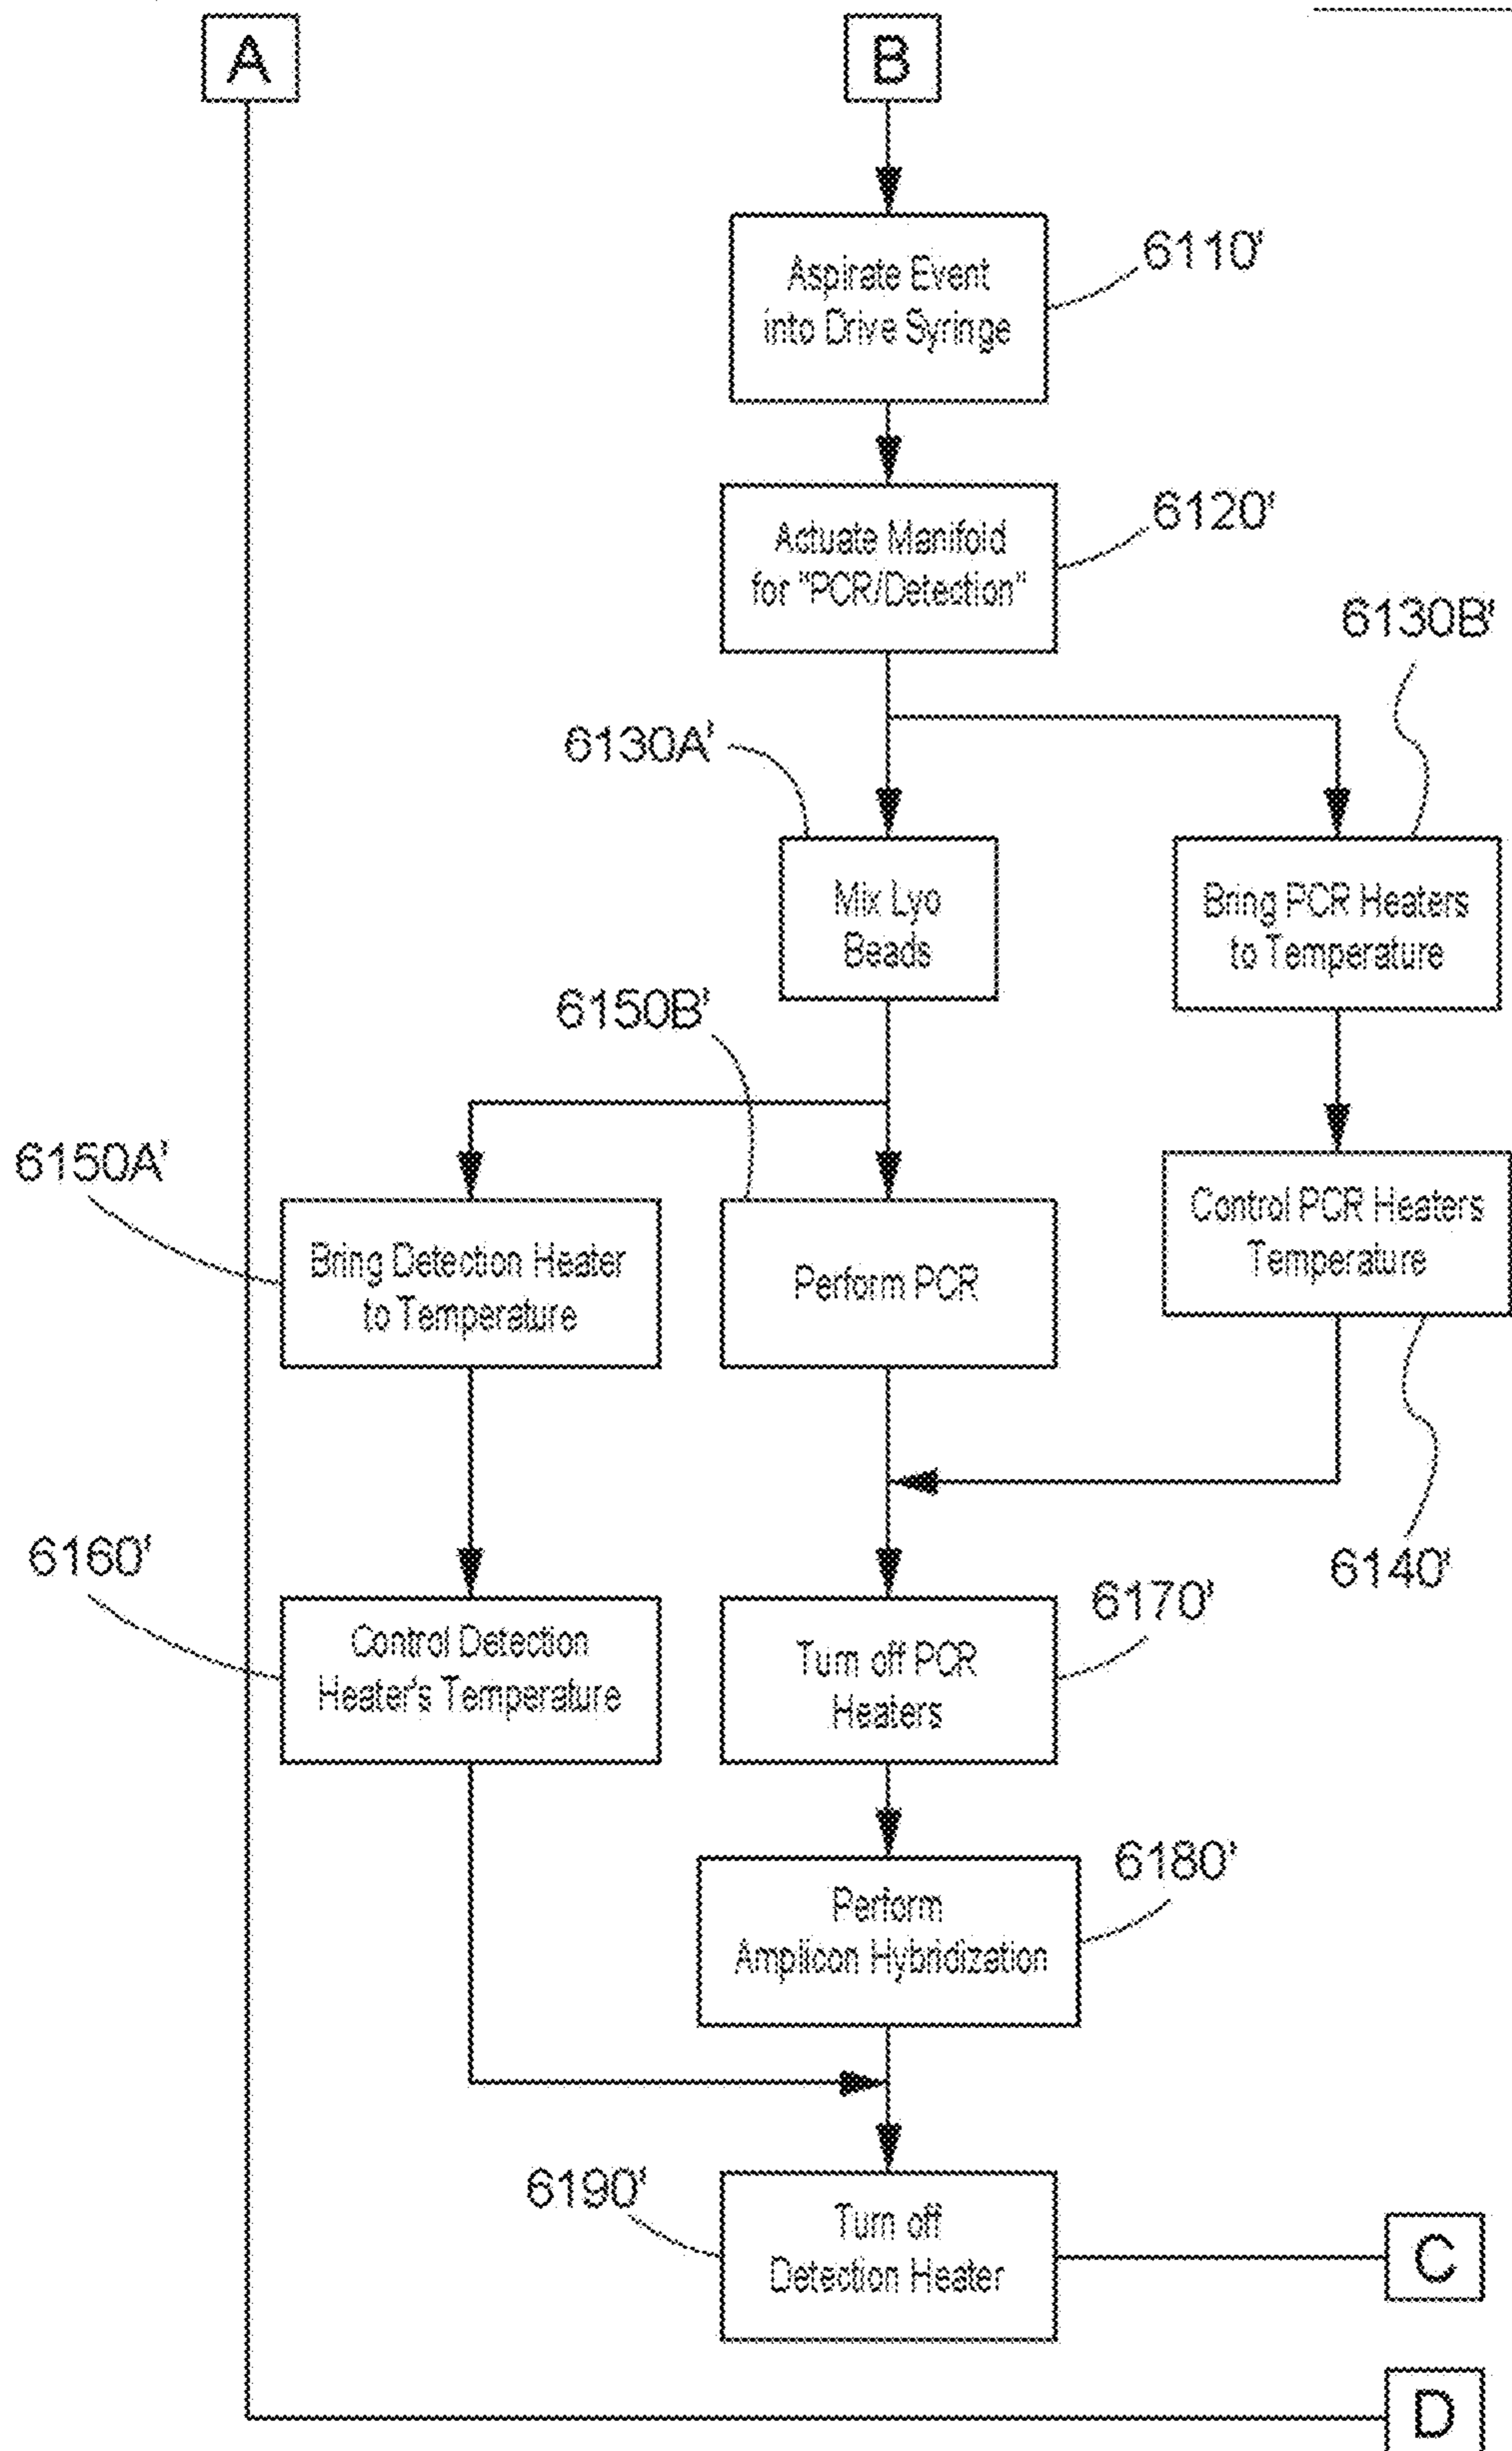 A
B
Aspirate Event
into Drive Syringe
6110'
Actuate Manifold
for "PCR/Detection"
6120'
6130B'
6130A'
Mix Lyo
Beads
Bring PCR Heaters
to Temperature
6150B'
6150A'
Bring Detection Heater
to Temperature
Perform PCR
Control PCR Heaters
Temperature
6160'
6140'
Control Detection
Heater's Temperature
Turn off PCR
Heaters
6170'
Perform
Amplicon Hybridization
6180'
6190'
Turn off
Detection Heater
C
D